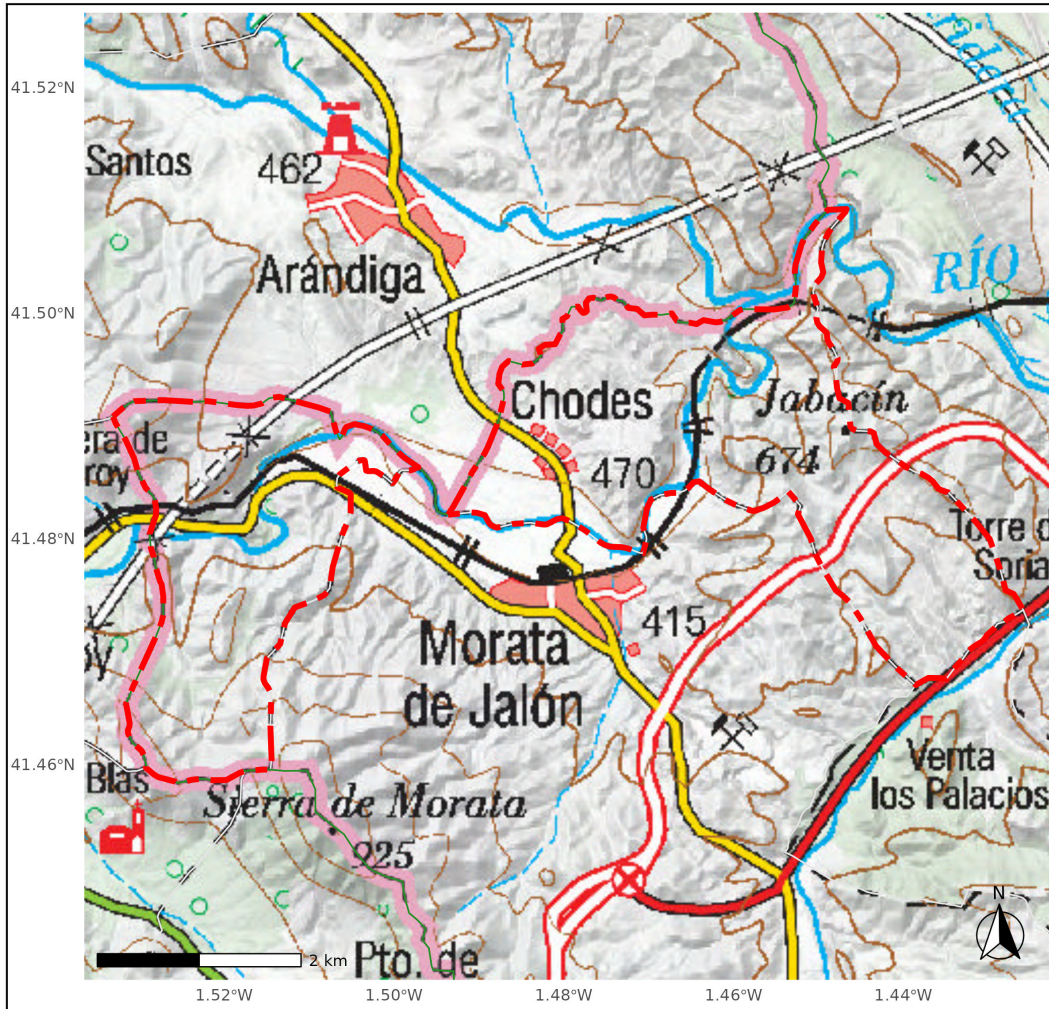 41.52°N
Santos
462
Arándiga
RÍO
41.50°N
Chodes
Jabacín
674
era de
roy
470
41.48°N
Torre d
Soria
415
Morata
de Jalón
Venta
los Palacios
41.46°N
Blas
Sierra de Morata
925
N
2 km
Pto. de
1.52°W
1.50°W
1.48°W
1.46°W
1.44°W